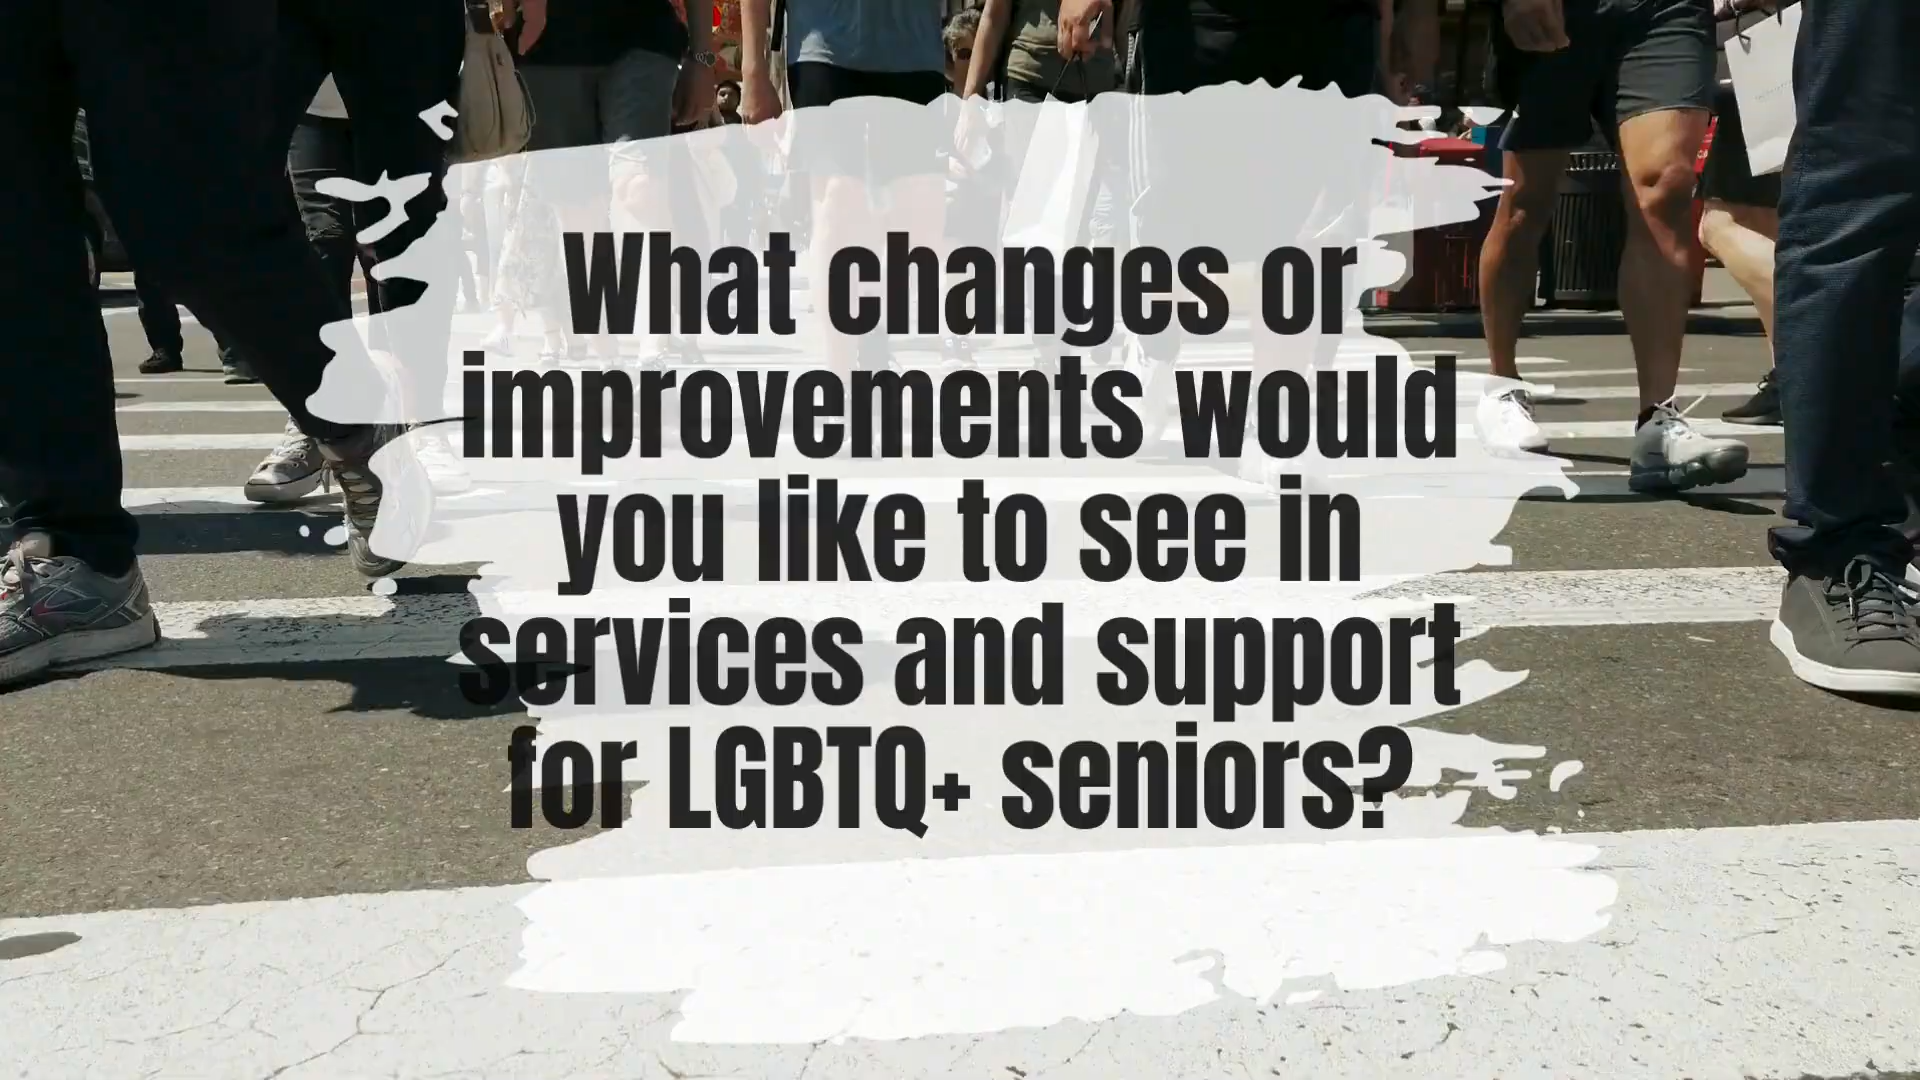 What changes or
improvements would
you like to see in
services and support
for LGBTQ+ seniors?